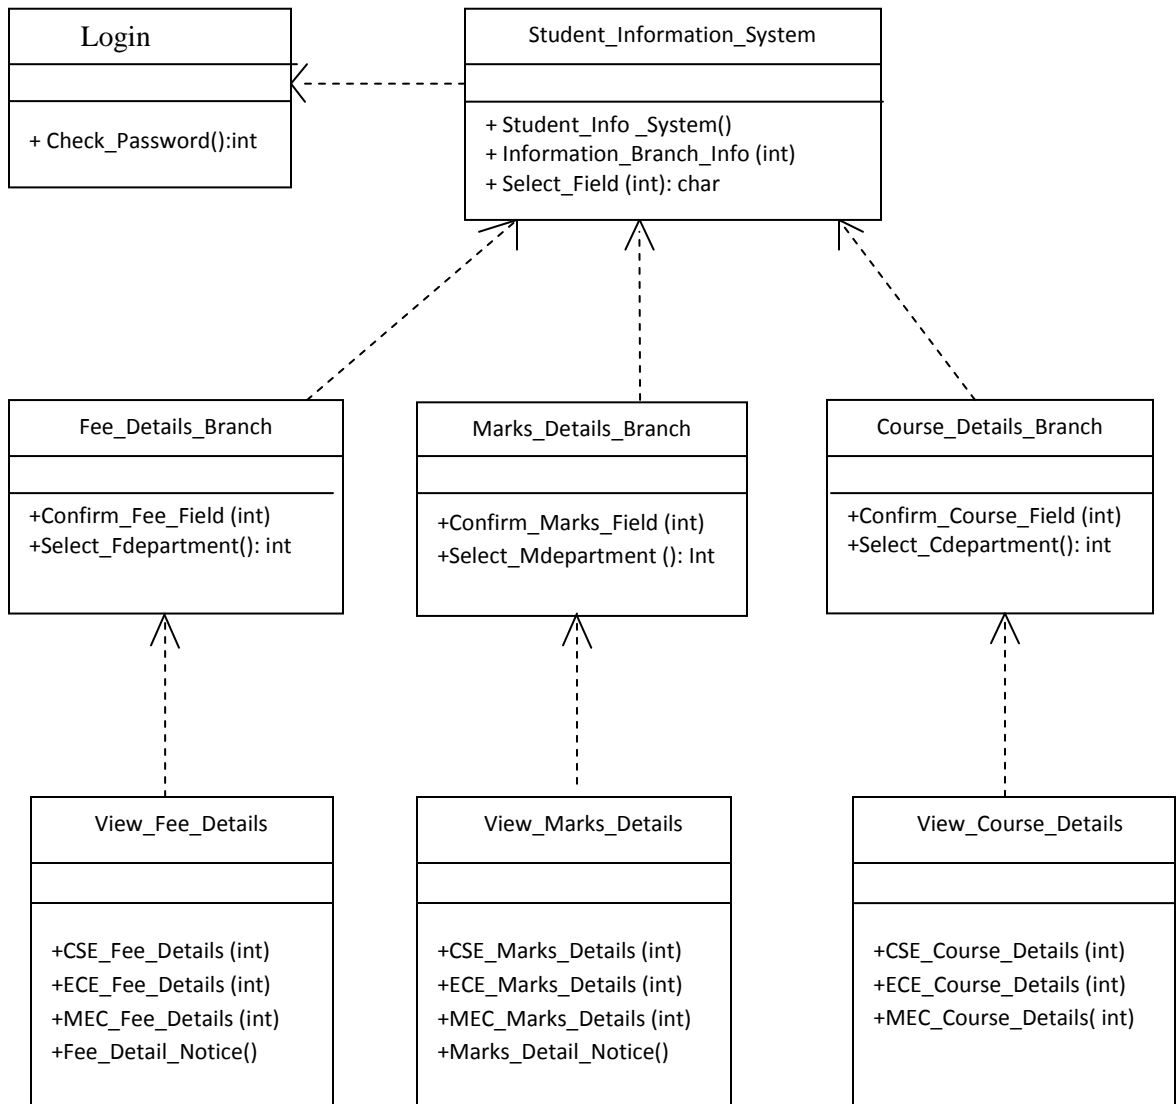 Login
+ Check_Password():int
Student_Information_System
+ Student_Info _System()
+ Information_Branch_Info (int)
+ Select_Field (int): char
Fee_Details_Branch
+Confirm_Fee_Field (int)
+Select_Fdepartment(): int
Marks_Details_Branch
+Confirm_Marks_Field (int)
+Select_Mdepartment (): Int
Course_Details_Branch
+Confirm_Course_Field (int)
+Select_Cdepartment(): int
View_Fee_Details
+CSE_Fee_Details (int)
+ECE_Fee_Details (int)
+MEC_Fee_Details (int)
+Fee_Detail_Notice()
View_Marks_Details
+CSE_Marks_Details (int)
+ECE_Marks_Details (int)
+MEC_Marks_Details (int)
+Marks_Detail_Notice()
View_Course_Details
+CSE_Course_Details (int)
+ECE_Course_Details (int)
+MEC_Course_Details( int)